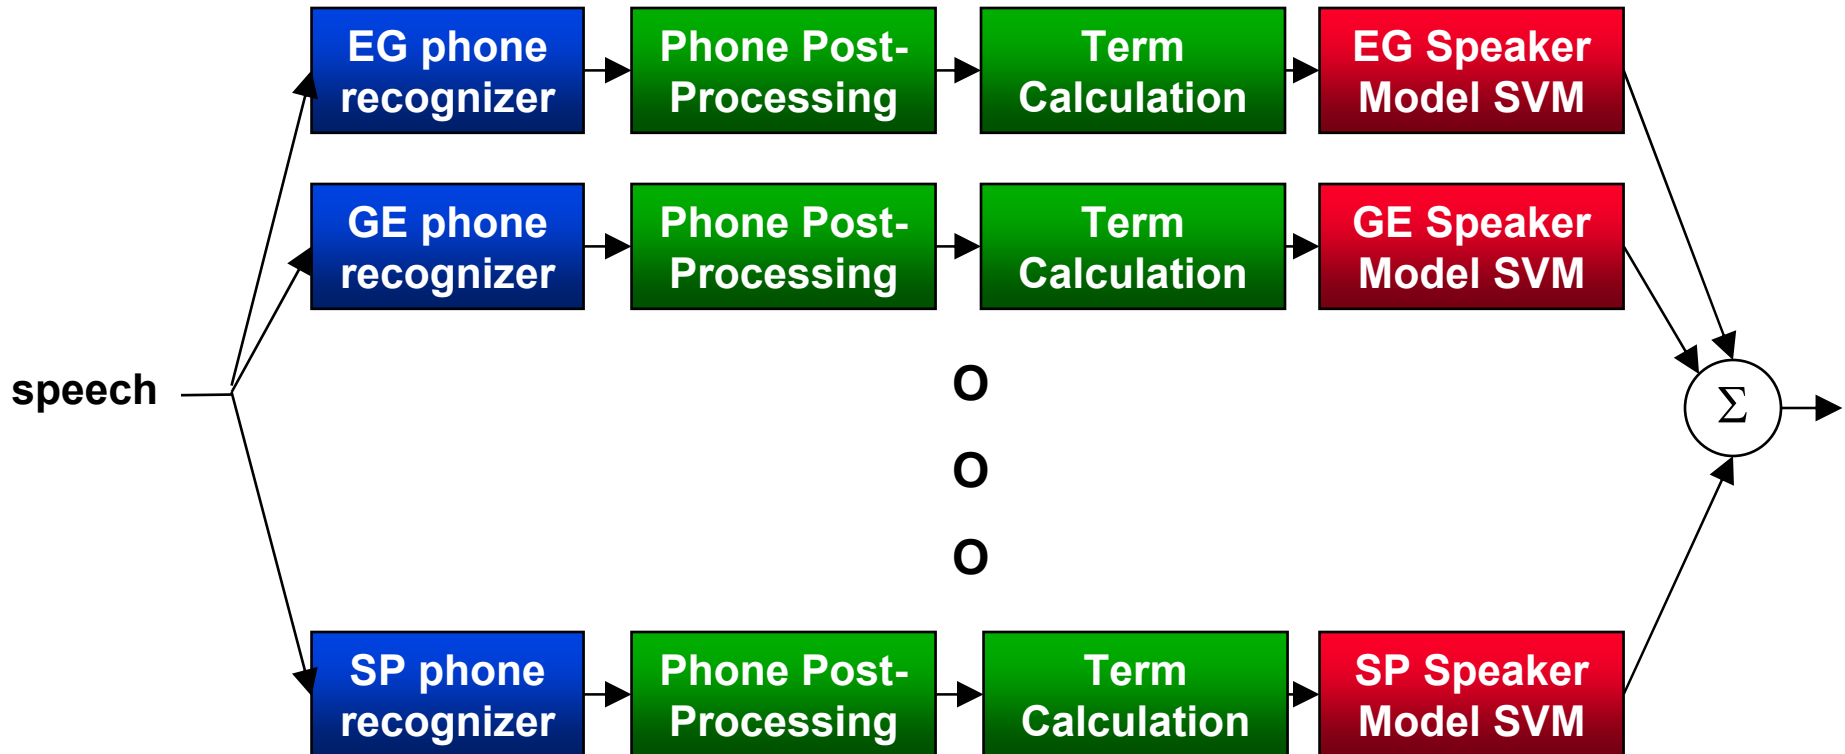 EG phone
recognizer
Phone Post-
Processing
Term
Calculation
EG Speaker
Model SVM
GE phone
recognizer
Phone Post-
Processing
Term
Calculation
GE Speaker
Model SVM
speech
O
O
O
Σ
SP phone
recognizer
Phone Post-
Processing
Term
Calculation
SP Speaker
Model SVM